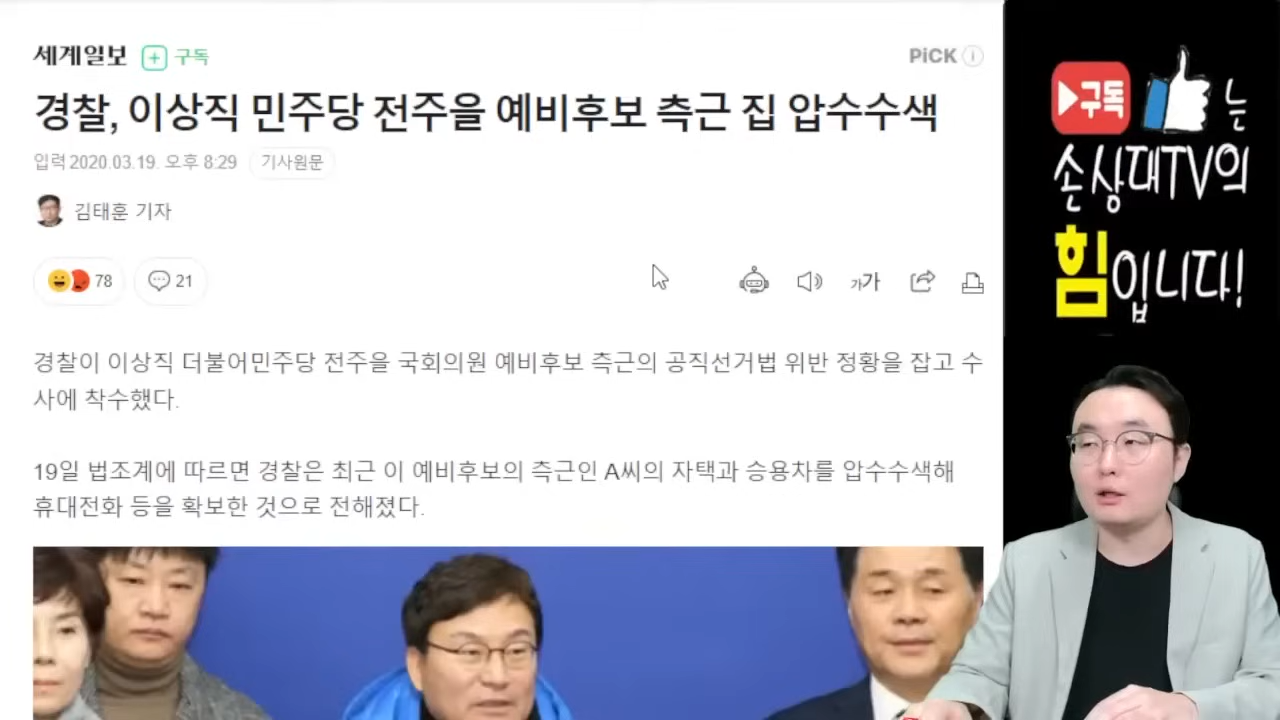 세계일보 구독
PiCK
경찰, 이상직 민주당 전주을 예비후보 측근 집 압수수색
입력 2020.03.19. 오후 8:29 기사원문
김태훈 기자
78 21
가가
경찰이 이상직 더불어민주당 전주을 국회의원 예비후보 측근의 공직선거법 위반 정황을 잡고 수
사에 착수했다.
19일 법조계에 따르면 경찰은 최근 이 예비후보의 측근인 A씨의 자택과 승용차를 압수수색해
휴대전화 등을 확보한 것으로 전해졌다.
구독 는
손상대TV의
힘입니다!